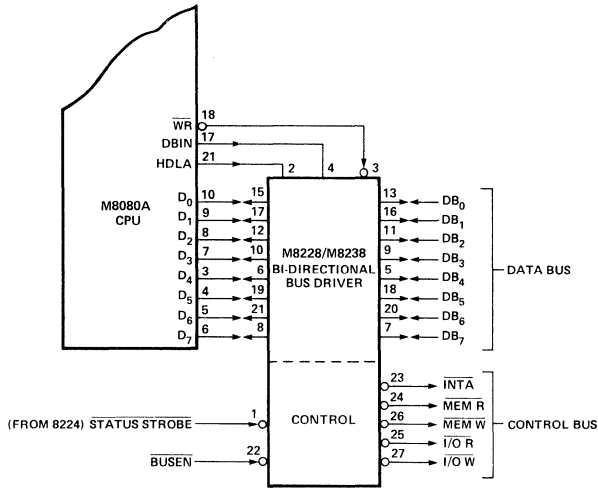 WR 18
DBIN 17
HDLA 21
2 4 3
M8080A
CPU
D0 10 15 13 DB0
D1 9 17 16 DB1
D2 8 12 11 DB2
D3 7 10 9 DB3
D4 3 6 5 DB4
D5 4 19 18 DB5
D6 5 21 20 DB6
D7 6 8 7 DB7
M8228/M8238
BI-DIRECTIONAL
BUS DRIVER
DATA BUS
CONTROL
(FROM 8224) STATUS STROBE 1
BUSEN 22
23 INTA
24 MEM R
26 MEM W
25 I/O R
27 I/O W
CONTROL BUS